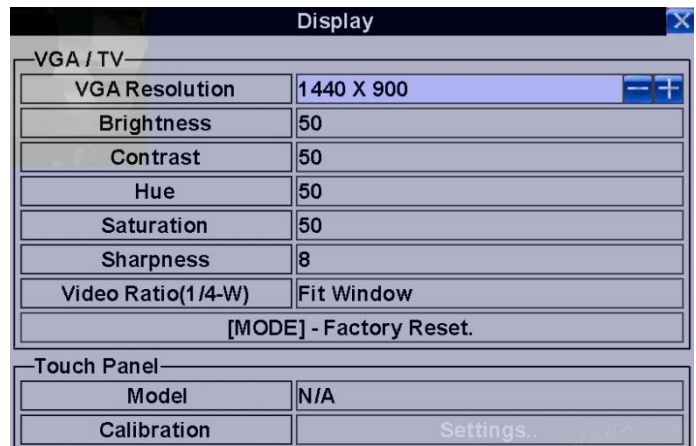 Display
VGA / TV
VGA Resolution 1440 X 900
Brightness 50
Contrast 50
Hue 50
Saturation 50
Sharpness 8
Video Ratio(1/4-W) Fit Window
[MODE] - Factory Reset.
Touch Panel
Model N/A
Calibration Settings..